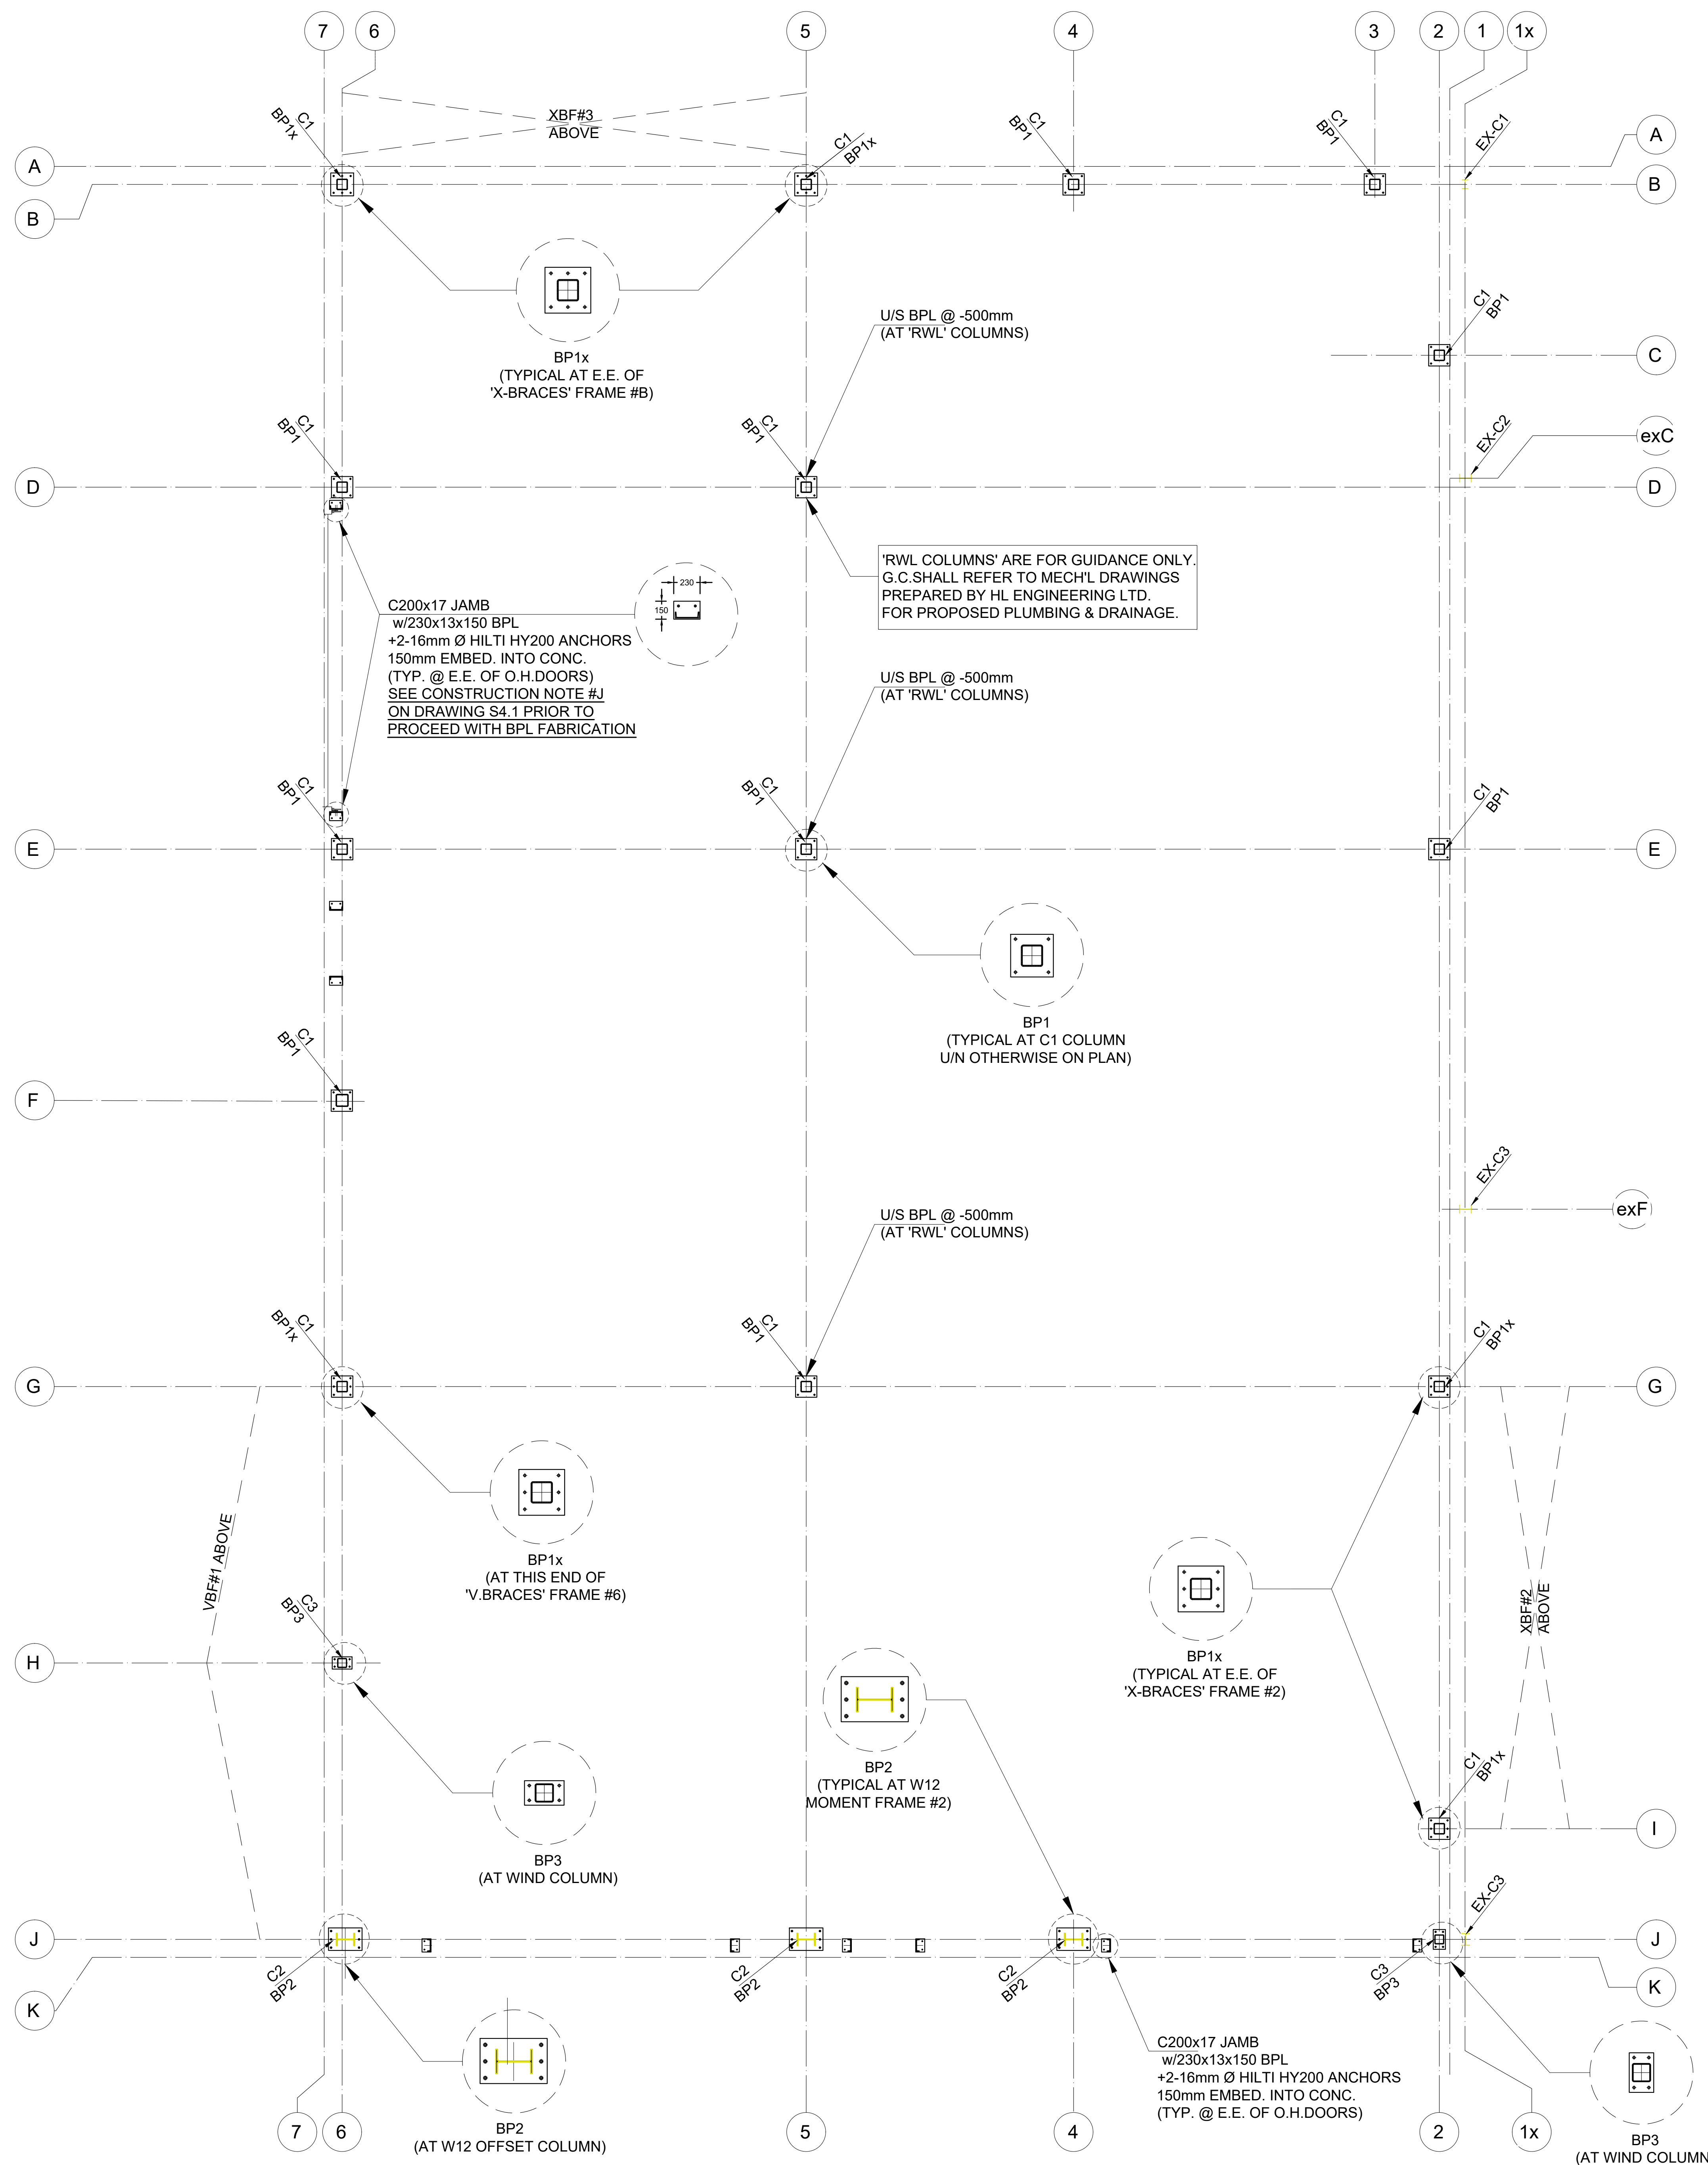 7
6
5
4
3
2
1
1x
XBF#3
ABOVE
C1
BP1x
C1
BP1x
C1
BP1
C1
BP1
EX-C1
A
A
B
B
BP1x
(TYPICAL AT E.E. OF
'X-BRACES' FRAME #B)
U/S BPL @ -500mm
(AT 'RWL' COLUMNS)
C1
BP1
C
C1
BP1
C1
BP1
EX-C2
exC
D
D
'RWL COLUMNS' ARE FOR GUIDANCE ONLY.
G.C.SHALL REFER TO MECH'L DRAWINGS
PREPARED BY HL ENGINEERING LTD.
FOR PROPOSED PLUMBING & DRAINAGE.
230
150
C200x17 JAMB
w/230x13x150 BPL
+2-16mm Ø HILTI HY200 ANCHORS
150mm EMBED. INTO CONC.
(TYP. @ E.E. OF O.H.DOORS)
SEE CONSTRUCTION NOTE #J
ON DRAWING S4.1 PRIOR TO
PROCEED WITH BPL FABRICATION
U/S BPL @ -500mm
(AT 'RWL' COLUMNS)
C1
BP1
C1
BP1
C1
BP1
E
E
BP1
(TYPICAL AT C1 COLUMN
U/N OTHERWISE ON PLAN)
C1
BP1
F
EX-C3
exF
U/S BPL @ -500mm
(AT 'RWL' COLUMNS)
C1
BP1x
C1
BP1
C1
BP1x
G
G
VBF#1 ABOVE
BP1x
(AT THIS END OF
'V.BRACES' FRAME #6)
XBF#2
ABOVE
C3
BP3
H
BP1x
(TYPICAL AT E.E. OF
'X-BRACES' FRAME #2)
BP2
(TYPICAL AT W12
MOMENT FRAME #2)
C1
BP1x
I
BP3
(AT WIND COLUMN)
EX-C3
J
J
C2
BP2
C2
BP2
C2
BP2
C3
BP3
K
K
C200x17 JAMB
w/230x13x150 BPL
+2-16mm Ø HILTI HY200 ANCHORS
150mm EMBED. INTO CONC.
(TYP. @ E.E. OF O.H.DOORS)
7
6
5
4
2
1x
BP2
(AT W12 OFFSET COLUMN)
BP3
(AT WIND COLUMN